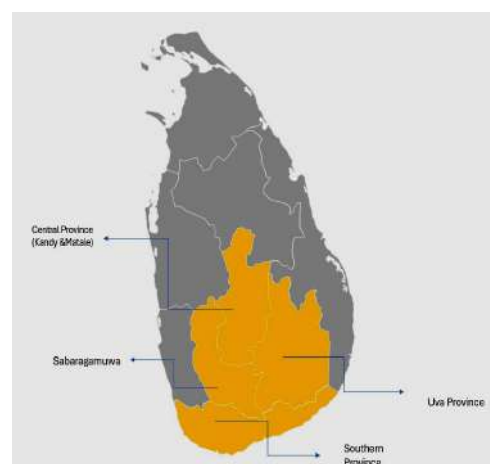 Central Province
(Kandy &Matale)
Sabaragamuwa
Uva Province
Southern
Province